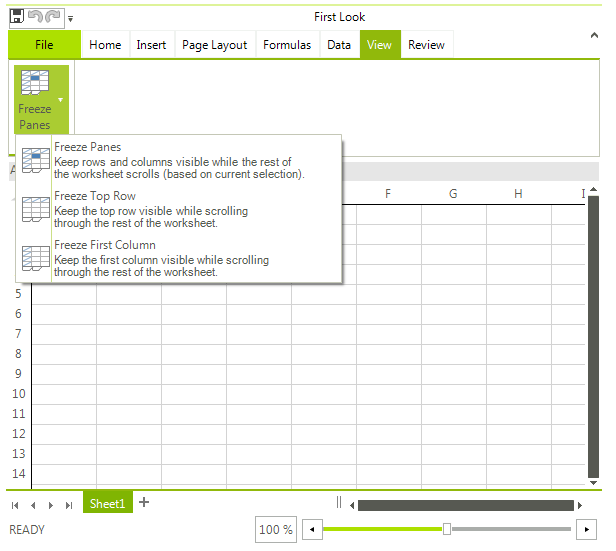 First Look
File Home Insert Page Layout Formulas Data View Review
Freeze
Panes
Freeze Panes
Keep rows and columns visible while the rest of
the worksheet scrolls (based on current selection).
Freeze Top Row
Keep the top row visible while scrolling
through the rest of the worksheet.
Freeze First Column
Keep the first column visible while scrolling
through the rest of the worksheet.
F G H I
5
6
7
8
9
10
11
12
13
14
Sheet1 +
READY 100 %